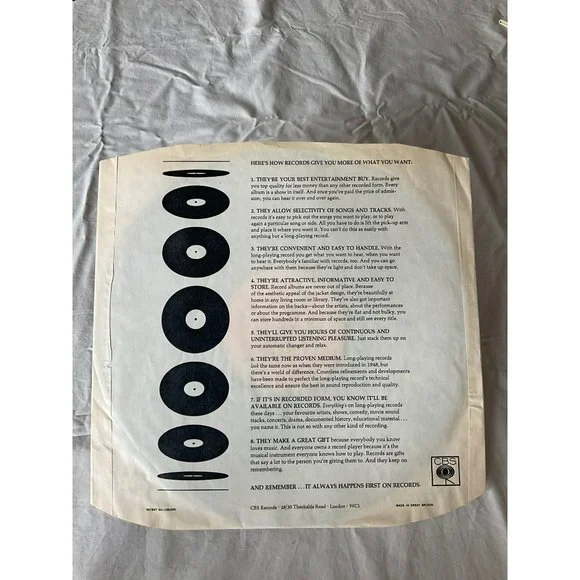 HERE'S HOW RECORDS GIVE YOU MORE OF WHAT YOU WANT:
1. THEY'RE YOUR BEST ENTERTAINMENT BUY. Records give
you top quality for less money than any other recorded form. Every
album is a show in itself. And once you've paid the price of admis-
sion, you can hear it over and over again.
2. THEY ALLOW SELECTIVITY OF SONGS AND TRACKS. With
records it's easy to pick out the songs you want to play, or to play
again a particular song or side. All you have to do is lift the pick-up arm
and place it where you want it. You can't do this as easily with
anything but a long-playing record.
3. THEY'RE CONVENIENT AND EASY TO HANDLE. With the
long-playing record you get what you want to hear, when you want
to hear it. Everybody's familiar with records, too. And you can go
anywhere with them because they're light and don't take up space.
4. THEY'RE ATTRACTIVE, INFORMATIVE AND EASY TO
STORE. Record albums are never out of place. Because
of the aesthetic appeal of the jacket design, they're beautifully at
home in any living room or library. They've also got important
information on the backs—about the artists, about the performances
or about the programme. And because they're flat and not bulky, you
can store hundreds in a minimum of space and still see every title.
5. THEY'LL GIVE YOU HOURS OF CONTINUOUS AND
UNINTERRUPTED LISTENING PLEASURE. Just stack them up on
your automatic changer and relax.
6. THEY'RE THE PROVEN MEDIUM. Long-playing records
look the same now as when they were introduced in 1948, but
there's a world of difference. Countless refinements and developments
have been made to perfect the long-playing record's technical
excellence and ensure the best in sound reproduction and quality.
7. IF IT'S IN RECORDED FORM, YOU KNOW IT'LL BE
AVAILABLE ON RECORDS. Everything's on long-playing records
these days . . . your favourite artists, shows, comedy, movie sound
tracks, concerts, drama, documented history, educational material . . . you
name it. This is not so with any other kind of recording.
8. THEY MAKE A GREAT GIFT because everybody you know
loves music. And everyone owns a record player because it's the
musical instrument everyone knows how to play. Records are gifts
that say a lot to the person you're giving them to. And they keep on
remembering.
AND REMEMBER . . . IT ALWAYS HAPPENS FIRST ON RECORDS.
CBS
CBS Records · 28/30 Theobalds Road · London · WC1
MADE IN GREAT BRITAIN